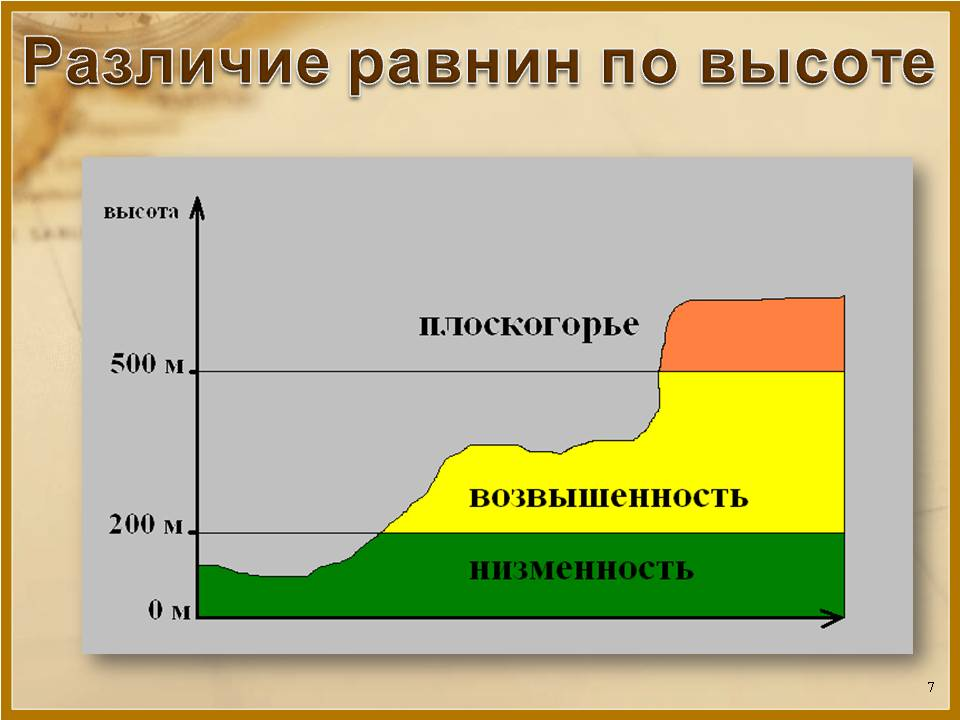 Различие равнин по высоте
высота
плоскогорье
500 м
возвышенность
200 м
низменность
0 м
7